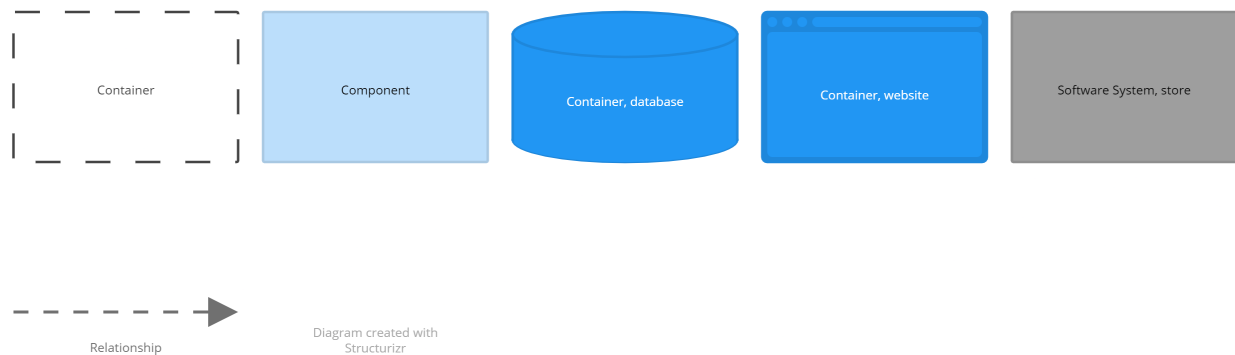 Container
Component
Container, database
Container, website
Software System, store
Relationship
Diagram created with
Structurizr